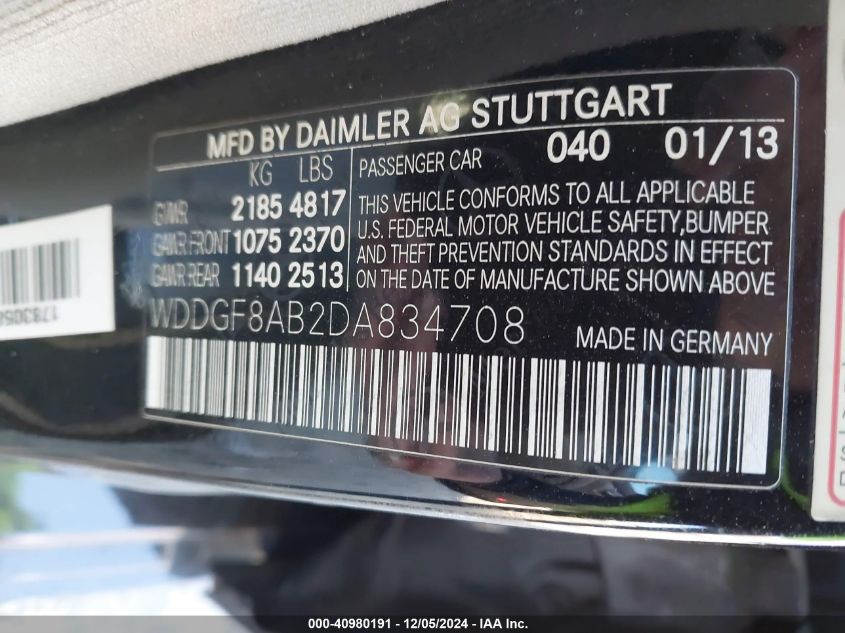 MFD BY DAIMLER AG STUTTGART
KG LBS
GVWR 2185 4817
GAWR FRONT 1075 2370
GAWR REAR 1140 2513
PASSENGER CAR 040 01/13
THIS VEHICLE CONFORMS TO ALL APPLICABLE
U.S. FEDERAL MOTOR VEHICLE SAFETY,BUMPER
AND THEFT PREVENTION STANDARDS IN EFFECT
ON THE DATE OF MANUFACTURE SHOWN ABOVE
WDDGF8AB2DA834708
MADE IN GERMANY
000-40980191 - 12/05/2024 - IAA Inc.